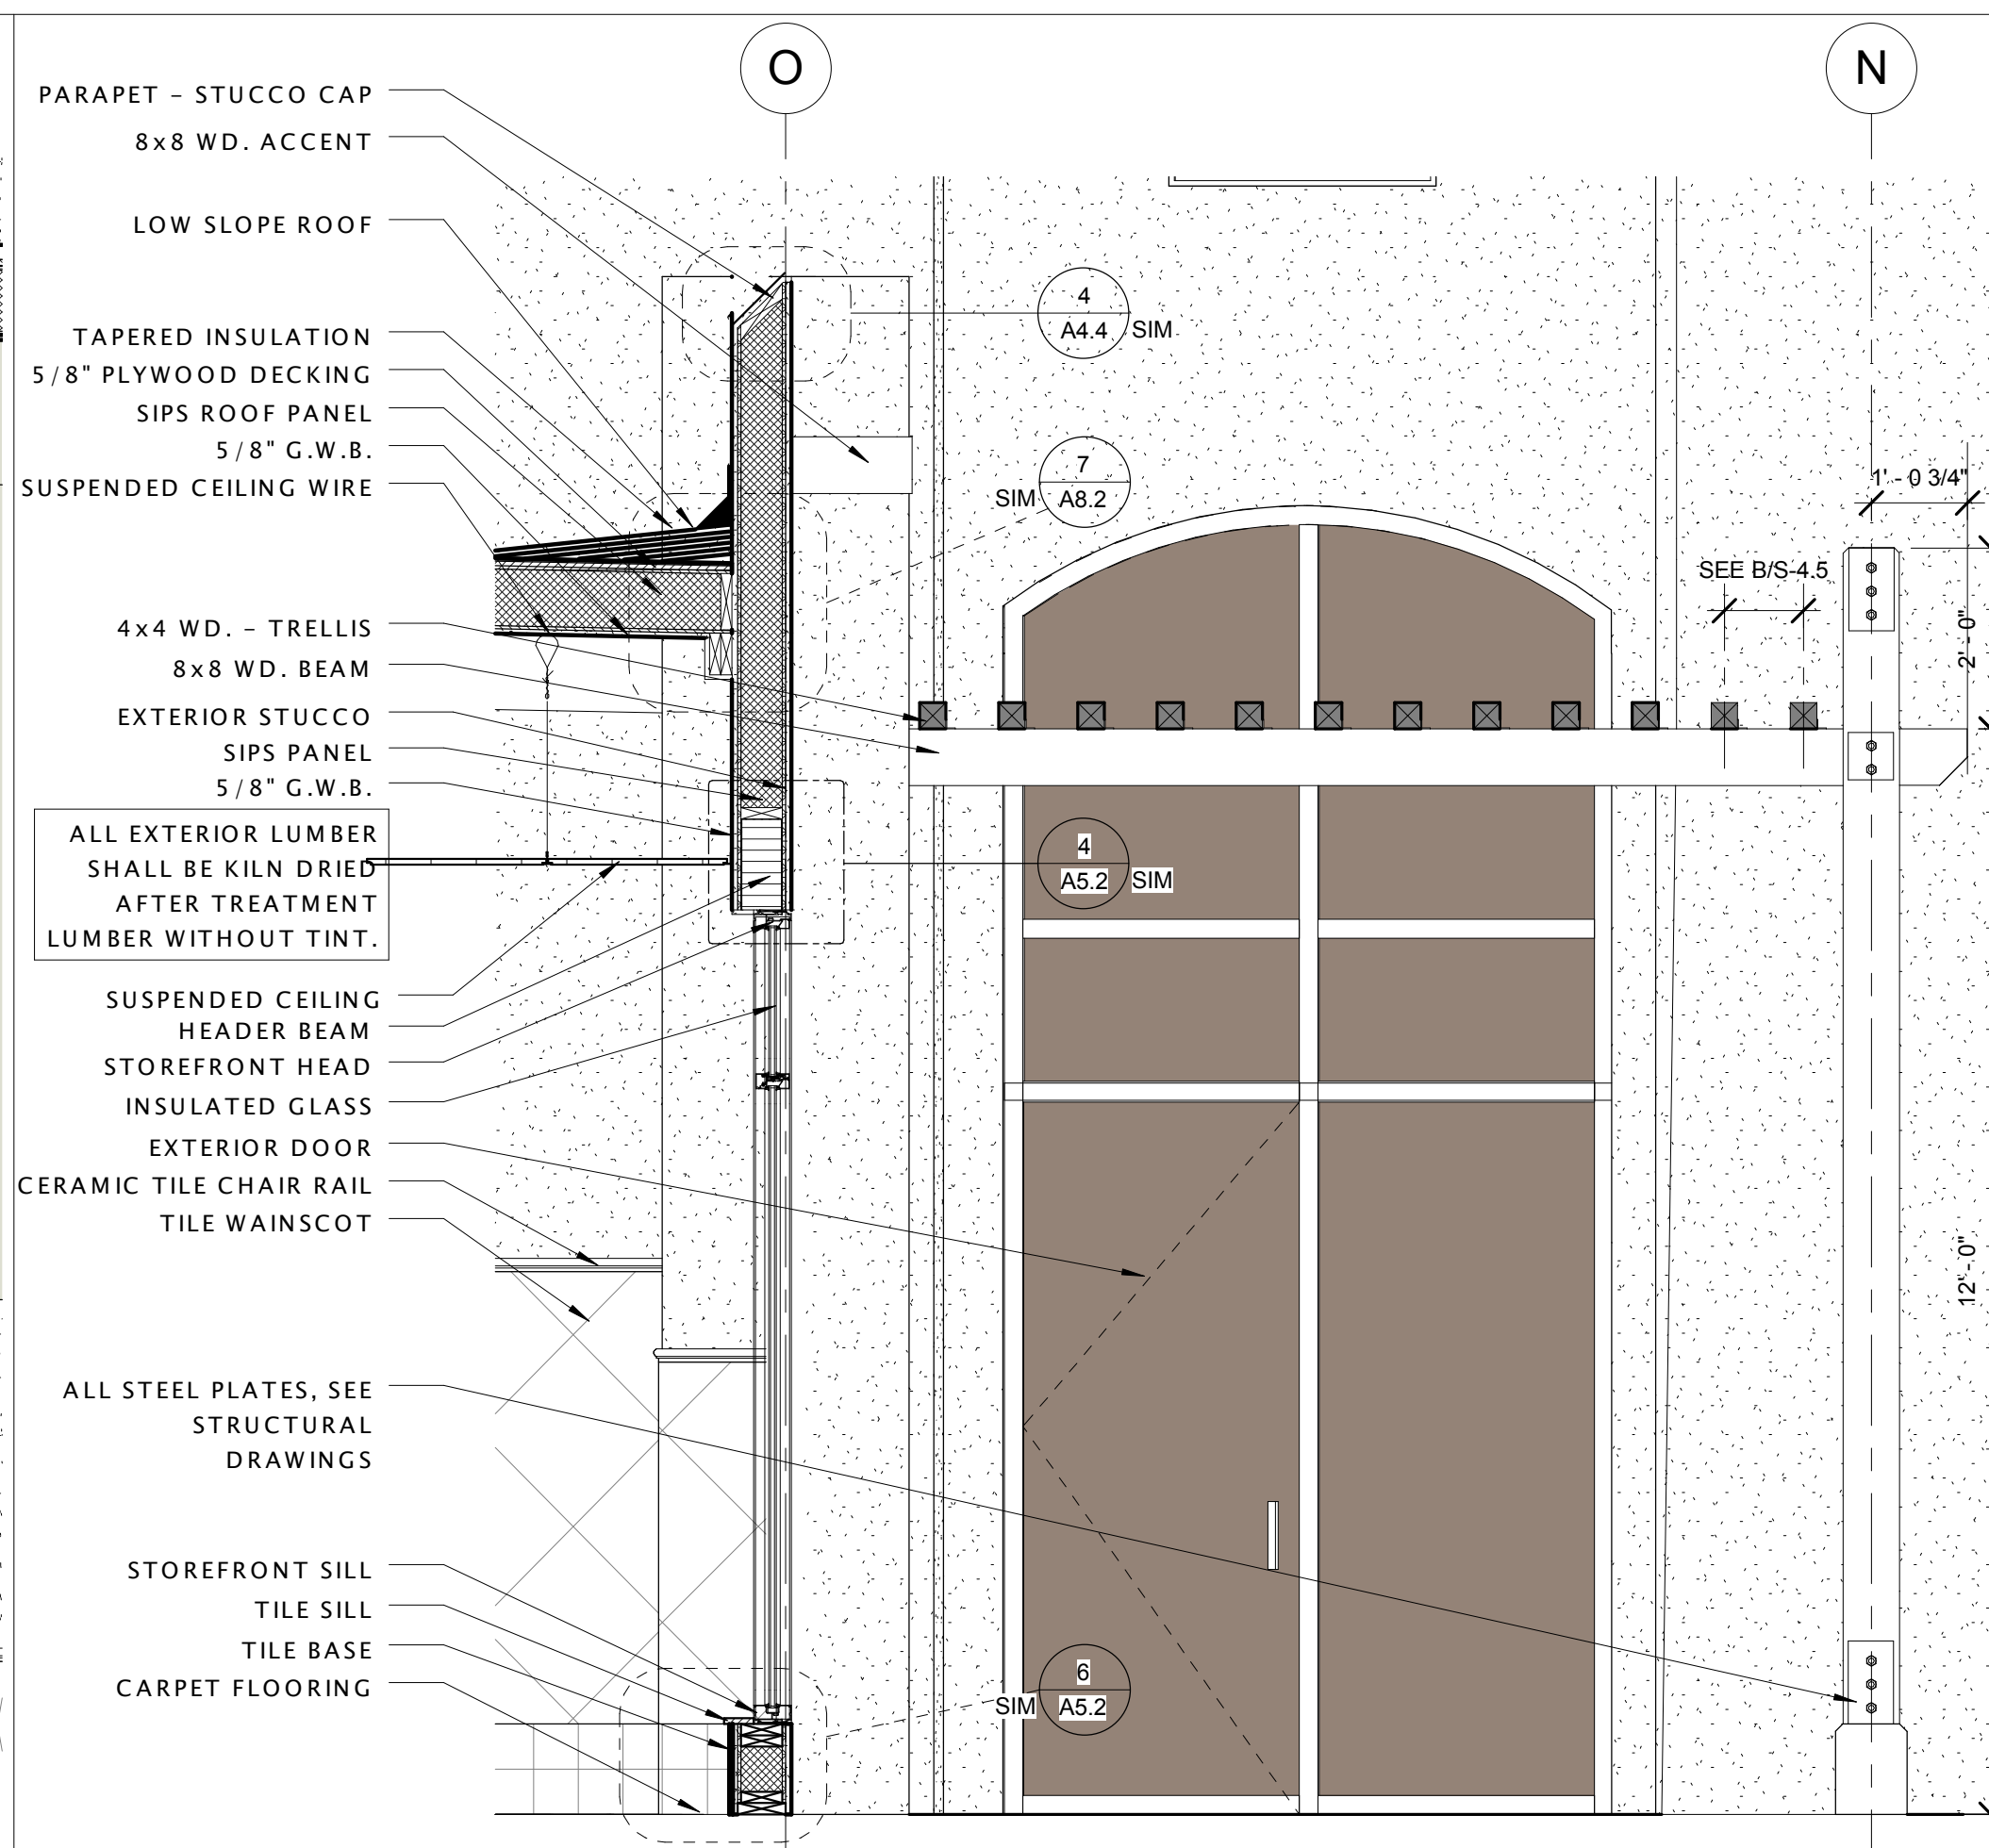 O
N
PARAPET – STUCCO CAP
8x8 WD. ACCENT
LOW SLOPE ROOF
TAPERED INSULATION
5/8" PLYWOOD DECKING
SIPS ROOF PANEL
5/8" G.W.B.
SUSPENDED CEILING WIRE
4x4 WD. – TRELLIS
8x8 WD. BEAM
EXTERIOR STUCCO
SIPS PANEL
5/8" G.W.B.
ALL EXTERIOR LUMBER
SHALL BE KILN DRIED
AFTER TREATMENT
LUMBER WITHOUT TINT.
SUSPENDED CEILING
HEADER BEAM
STOREFRONT HEAD
INSULATED GLASS
EXTERIOR DOOR
CERAMIC TILE CHAIR RAIL
TILE WAINSCOT
ALL STEEL PLATES, SEE
STRUCTURAL
DRAWINGS
STOREFRONT SILL
TILE SILL
TILE BASE
CARPET FLOORING
4
A4.4 SIM
7
SIM A8.2
4
A5.2 SIM
6
SIM A5.2
1' - 0 3/4"
SEE B/S-4.5
2' - 0"
12' - 0"